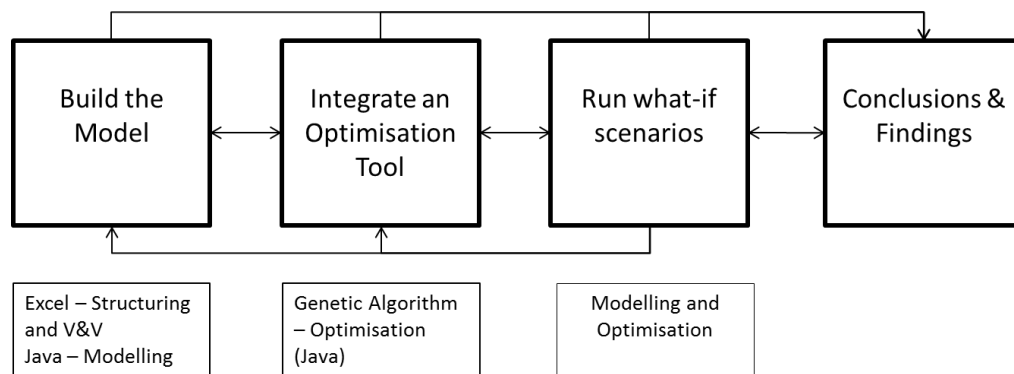 Build the
Model
Integrate an
Optimisation
Tool
Run what-if
scenarios
Conclusions &
Findings
Excel – Structuring
and V&V
Java – Modelling
Genetic Algorithm
– Optimisation
(Java)
Modelling and
Optimisation